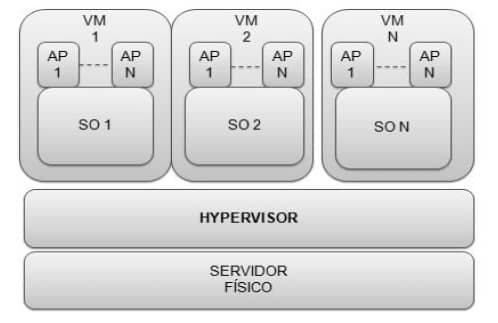 VM
1
VM
2
VM
N
AP
1
AP
N
AP
1
AP
N
AP
1
AP
N
SO 1
SO 2
SO N
HYPERVISOR
SERVIDOR
FÍSICO